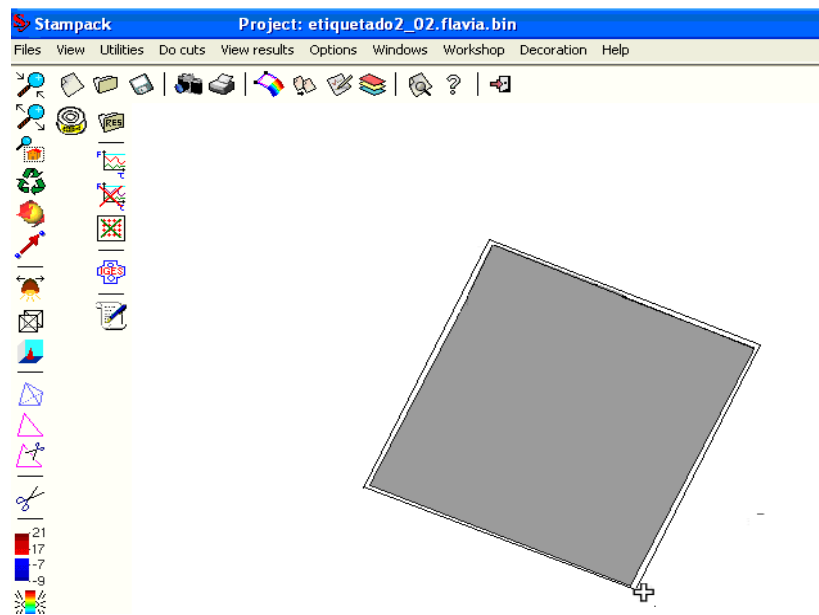 Stampack Project: etiquetado2_02.flavia.bin
Files View Utilities Do cuts View results Options Windows Workshop Decoration Help
RES
IGES
21
17
-7
-9